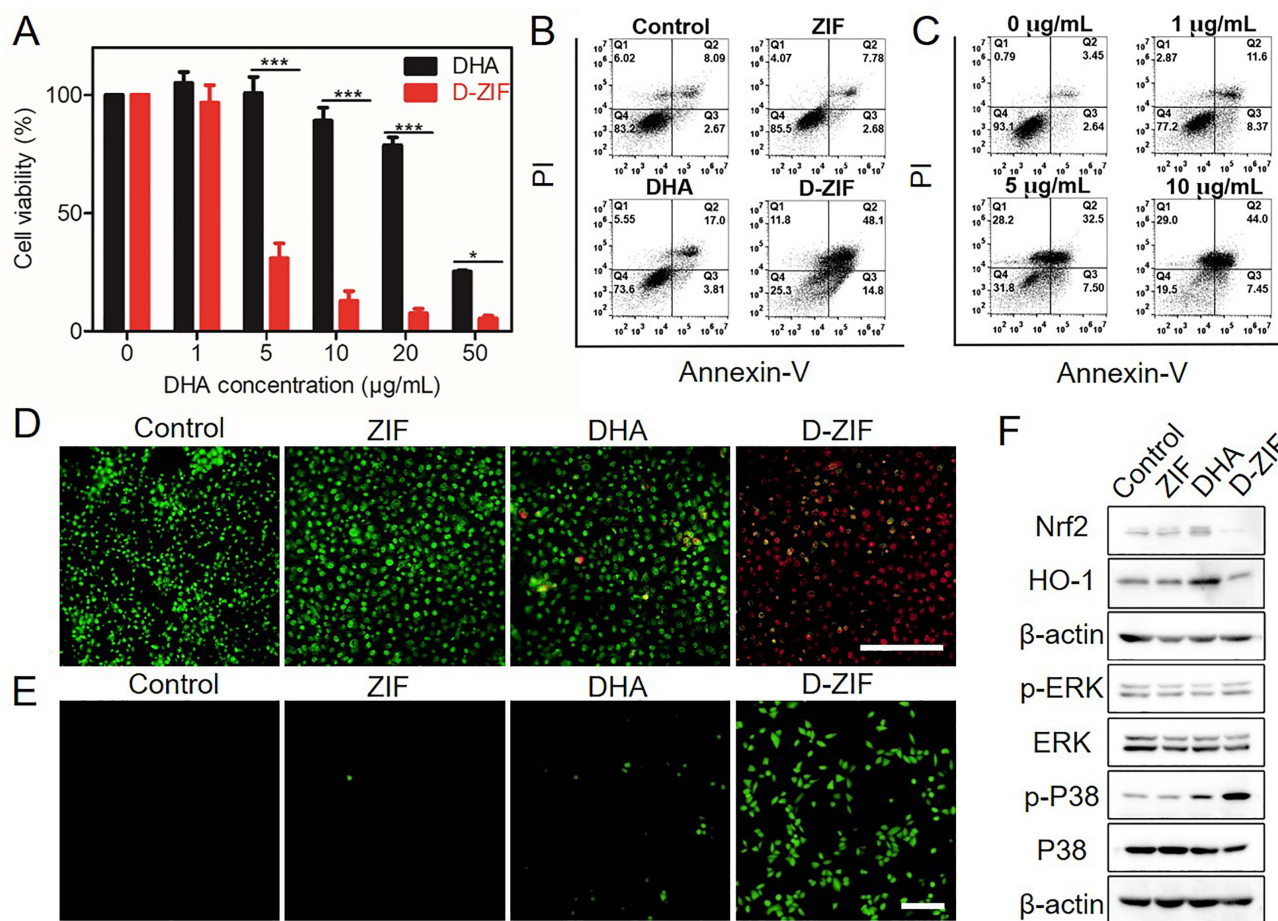 A
DHA
D-ZIF
***
***
***
*
Cell viability (%)
100
50
0
0 1 5 10 20 50
DHA concentration (µg/mL)
B
Control
Q1
6.02
Q2
8.09
Q4
83.2
Q3
2.67
ZIF
Q1
4.07
Q2
7.78
Q4
85.5
Q3
2.68
DHA
Q1
5.55
Q2
17.0
Q4
73.6
Q3
3.81
D-ZIF
Q1
11.8
Q2
48.1
Q4
25.3
Q3
14.8
PI
Annexin-V
C
0 µg/mL
Q1
0.79
Q2
3.45
Q4
93.1
Q3
2.64
1 µg/mL
Q1
2.87
Q2
11.6
Q4
77.2
Q3
8.37
5 µg/mL
Q1
28.2
Q2
32.5
Q4
31.8
Q3
7.50
10 µg/mL
Q1
29.0
Q2
44.0
Q4
19.5
Q3
7.45
PI
Annexin-V
D
Control ZIF DHA D-ZIF
E
Control ZIF DHA D-ZIF
F
Control ZIF DHA D-ZIF
Nrf2
HO-1
β-actin
p-ERK
ERK
p-P38
P38
β-actin